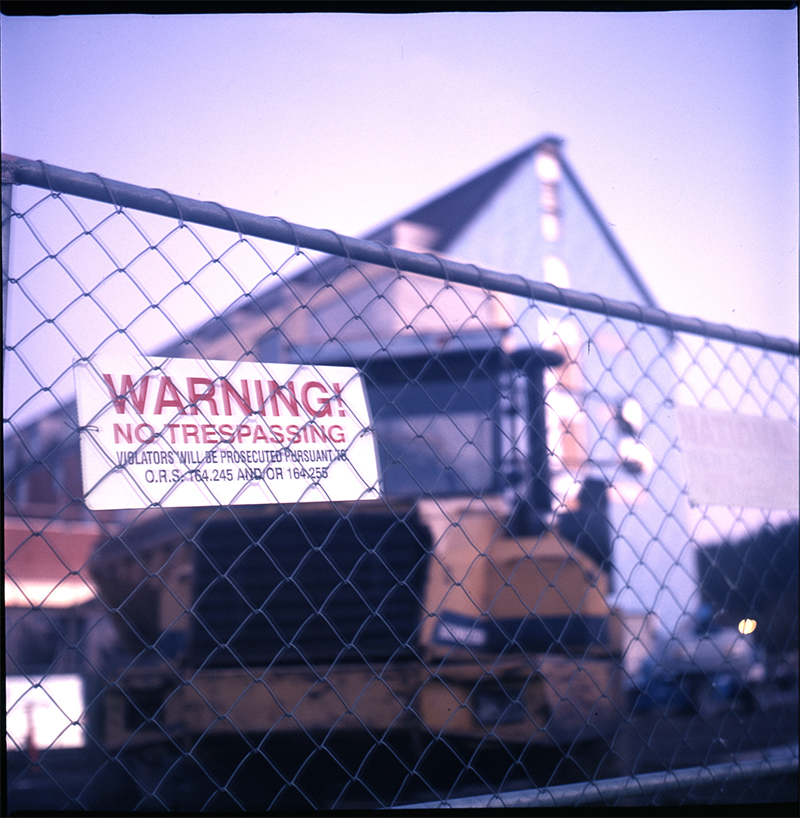 WARNING!
NO TRESPASSING
VIOLATORS WILL BE PROSECUTED PURSUANT TO
O.R.S. 164.245 AND/OR 164.255